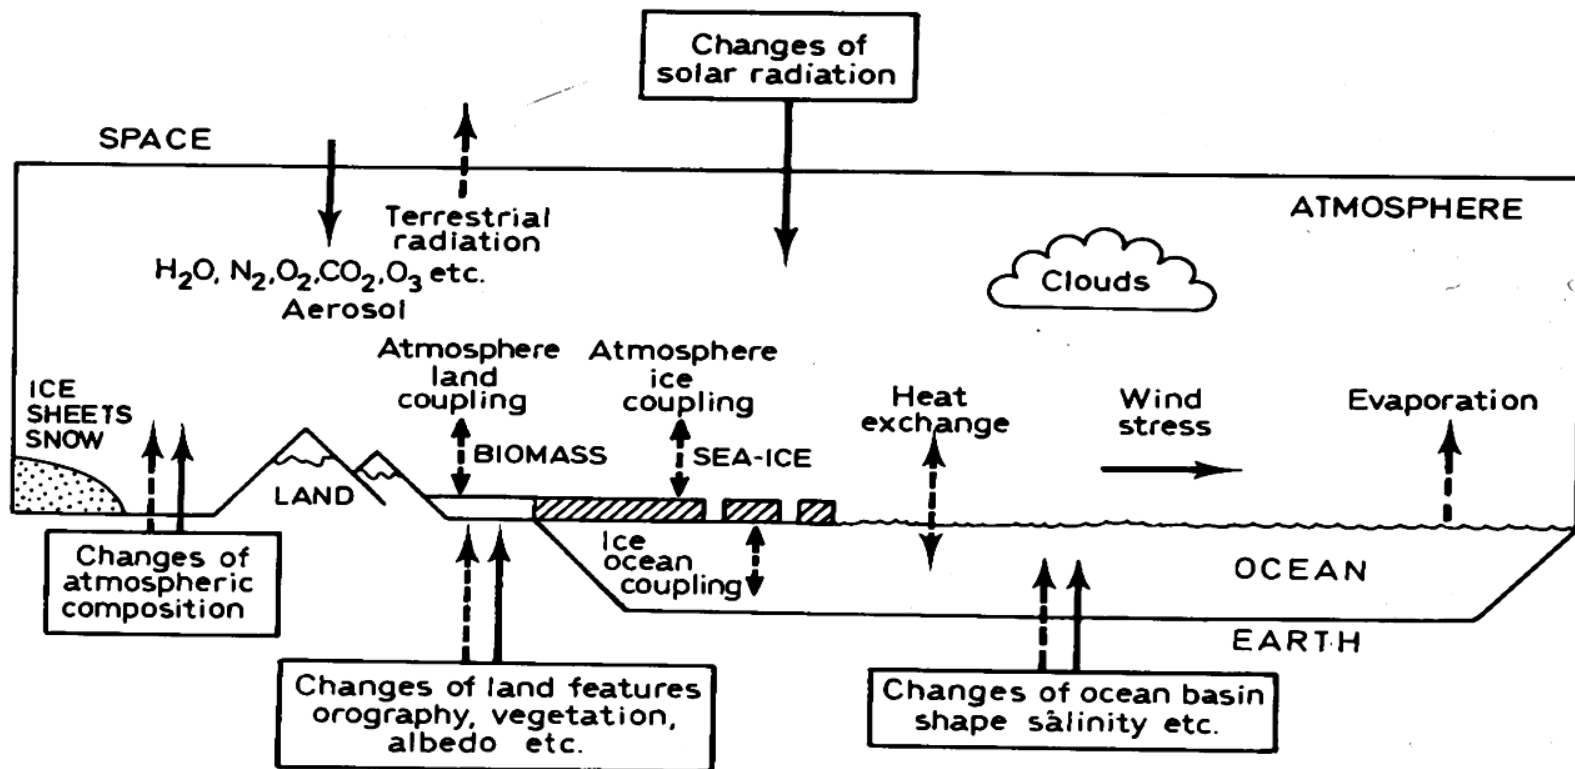 Changes of
solar radiation
SPACE
ATMOSPHERE
Terrestrial
radiation
H₂O, N₂,O₂,CO₂,O₃ etc.
Aerosol
Clouds
ICE
SHEETS
SNOW
Atmosphere
land
coupling
Atmosphere
ice
coupling
Heat
exchange
Wind
stress
Evaporation
BIOMASS
SEA-ICE
LAND
Changes of
atmospheric
composition
Ice
ocean
coupling
OCEAN
EARTH
Changes of land features
orography, vegetation,
albedo etc.
Changes of ocean basin
shape salinity etc.